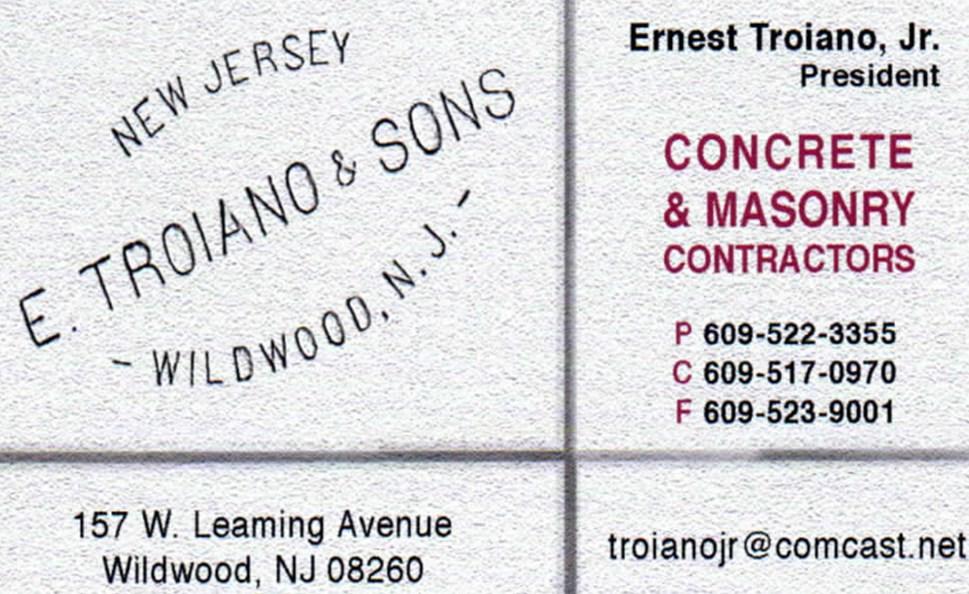 NEW JERSEY
E. TROIANO & SONS
- WILDWOOD, N. J. -
Ernest Troiano, Jr.
President
CONCRETE
& MASONRY
CONTRACTORS
P 609-522-3355
C 609-517-0970
F 609-523-9001
157 W. Leaming Avenue
Wildwood, NJ 08260
troianojr@comcast.net